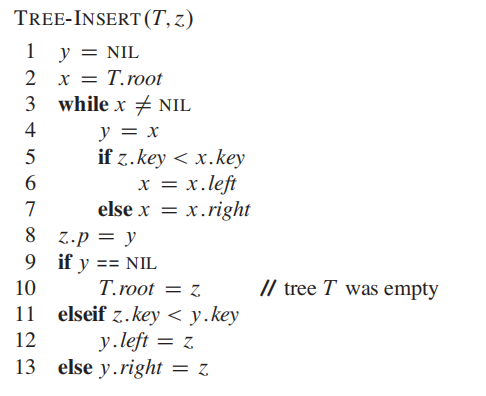 TREE-INSERT(T, z)
1 y = NIL
2 x = T.root
3 while x ≠ NIL
4 y = x
5 if z.key < x.key
6 x = x.left
7 else x = x.right
8 z.p = y
9 if y == NIL
10 T.root = z // tree T was empty
11 elseif z.key < y.key
12 y.left = z
13 else y.right = z